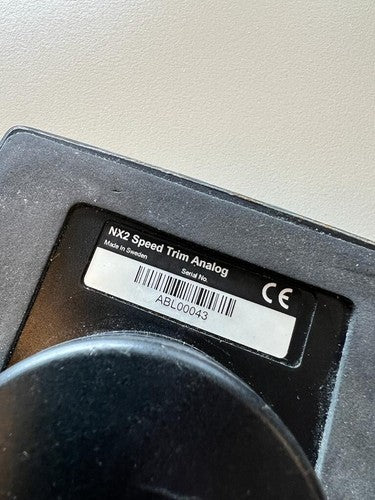 NX2 Speed Trim Analog
Made in Sweden
Serial No.
CE
ABL00043